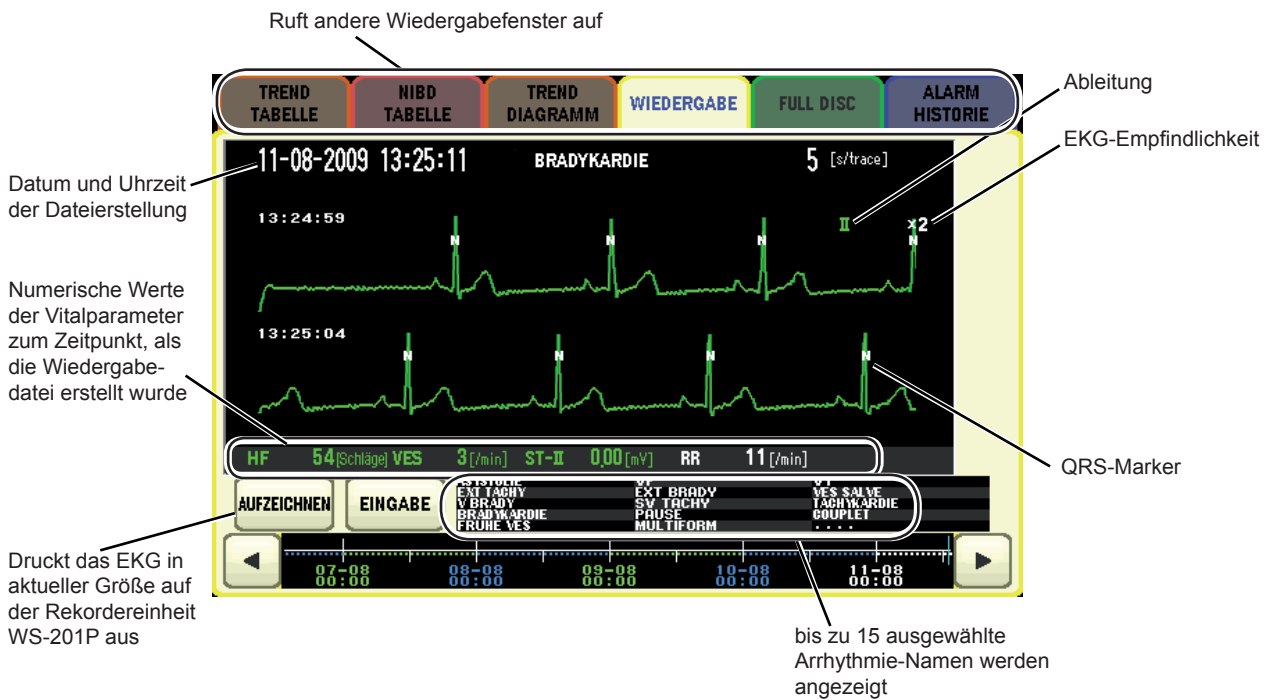 Ruft andere Wiedergabefenster auf
TREND
TABELLE
NIBD
TABELLE
TREND
DIAGRAMM
WIEDERGABE
FULL DISC
ALARM
HISTORIE
Ableitung
EKG-Empfindlichkeit
Datum und Uhrzeit
der Dateierstellung
11-08-2009 13:25:11
BRADYKARDIE
5 [s/trace]
13:24:59
II
x2
N
N
N
N
Numerische Werte
der Vitalparameter
zum Zeitpunkt, als
die Wiedergabe-
datei erstellt wurde
13:25:04
N
N
N
N
QRS-Marker
HF 54 [Schläge] VES 3 [/min] ST-II 0,00 [mV] RR 11 [/min]
AUFZEICHNEN
EINGABE
EXT TACHY EXT BRADY VES SALVE
V BRADY SV TACHY TACHYKARDIE
BRADYKARDIE PAUSE COUPLET
FRÜHE VES MULTIFORM . . . .
Druckt das EKG in
aktueller Größe auf
der Rekordereinheit
WS-201P aus
07-08 08-08 09-08 10-08 11-08
00:00 00:00 00:00 00:00 00:00
bis zu 15 ausgewählte
Arrhythmie-Namen werden
angezeigt